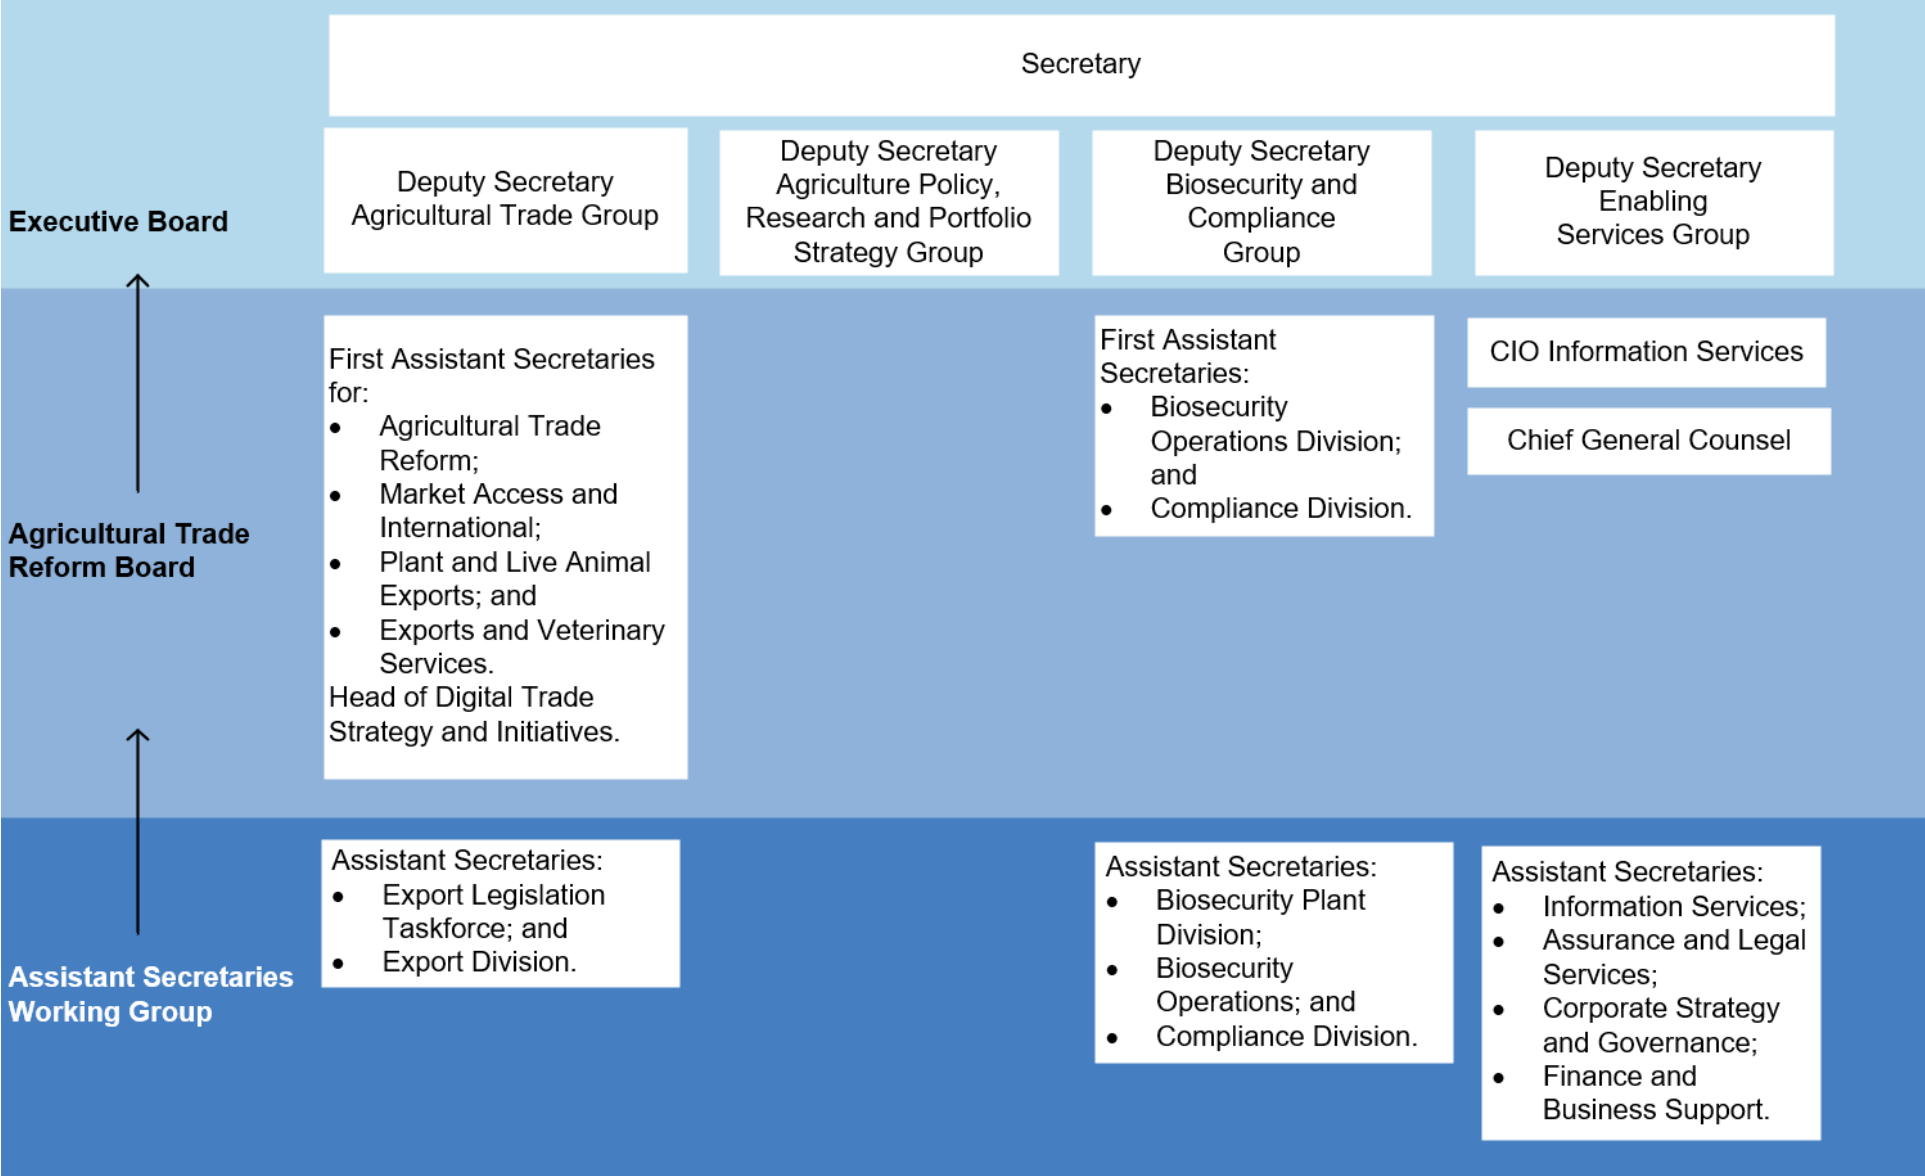 Secretary
Executive Board
Deputy Secretary
Agricultural Trade Group
Deputy Secretary
Agriculture Policy,
Research and Portfolio
Strategy Group
Deputy Secretary
Biosecurity and
Compliance
Group
Deputy Secretary
Enabling
Services Group
Agricultural Trade
Reform Board
First Assistant Secretaries
for:
• Agricultural Trade
Reform;
• Market Access and
International;
• Plant and Live Animal
Exports; and
• Exports and Veterinary
Services.
Head of Digital Trade
Strategy and Initiatives.
First Assistant
Secretaries:
• Biosecurity
Operations Division;
and
• Compliance Division.
CIO Information Services
Chief General Counsel
Assistant Secretaries
Working Group
Assistant Secretaries:
• Export Legislation
Taskforce; and
• Export Division.
Assistant Secretaries:
• Biosecurity Plant
Division;
• Biosecurity
Operations; and
• Compliance Division.
Assistant Secretaries:
• Information Services;
• Assurance and Legal
Services;
• Corporate Strategy
and Governance;
• Finance and
Business Support.